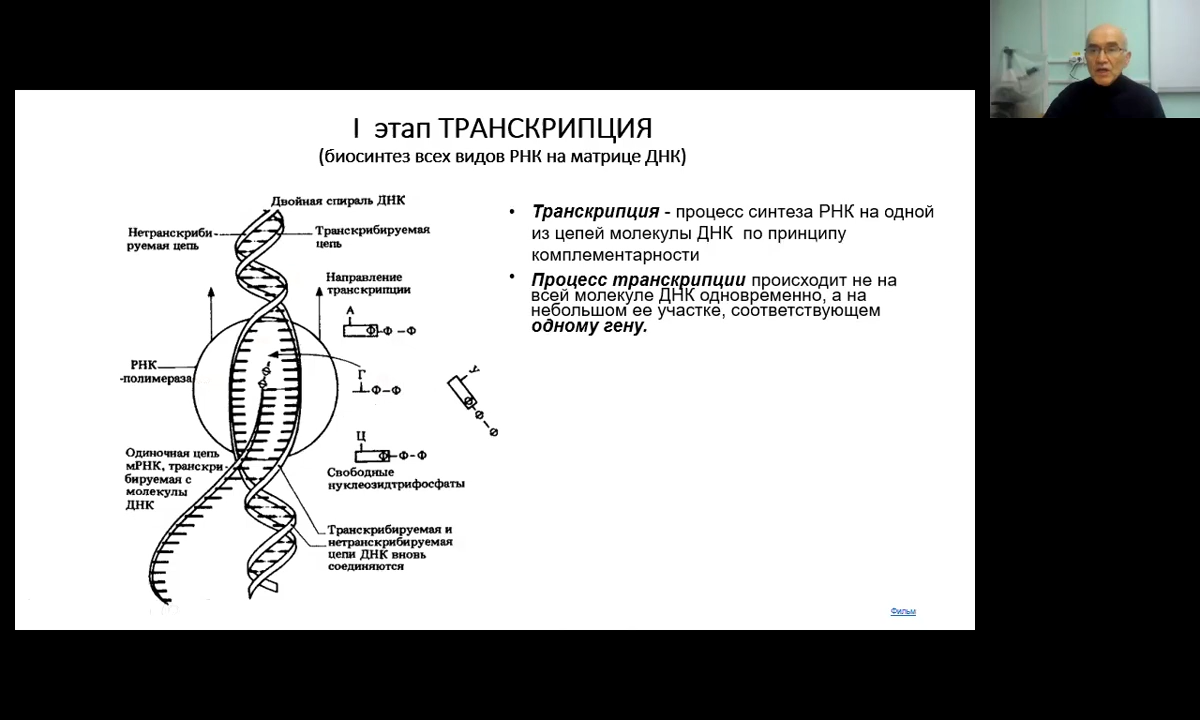 I этап ТРАНСКРИПЦИЯ
(биосинтез всех видов РНК на матрице ДНК)
Двойная спираль ДНК
Нетранскриби-
руемая цепь
Транскрибируемая
цепь
Направление
транскрипции
А
Ф –Ф –Ф
РНК
-полимераза
Г
Ф–Ф
У
Ф–Ф–Ф
Ц
Ф–Ф–Ф
Свободные
нуклеозидтрифосфаты
Одиночная цепь
мРНК, транскри-
бируемая с
молекулы
ДНК
Транскрибируемая и
нетранскрибируемая
цепи ДНК вновь
соединяются
• Транскрипция - процесс синтеза РНК на одной
из цепей молекулы ДНК по принципу
комплементарности
• Процесс транскрипции происходит не на
всей молекуле ДНК одновременно, а на
небольшом ее участке, соответствующем
одному гену.
Фильм